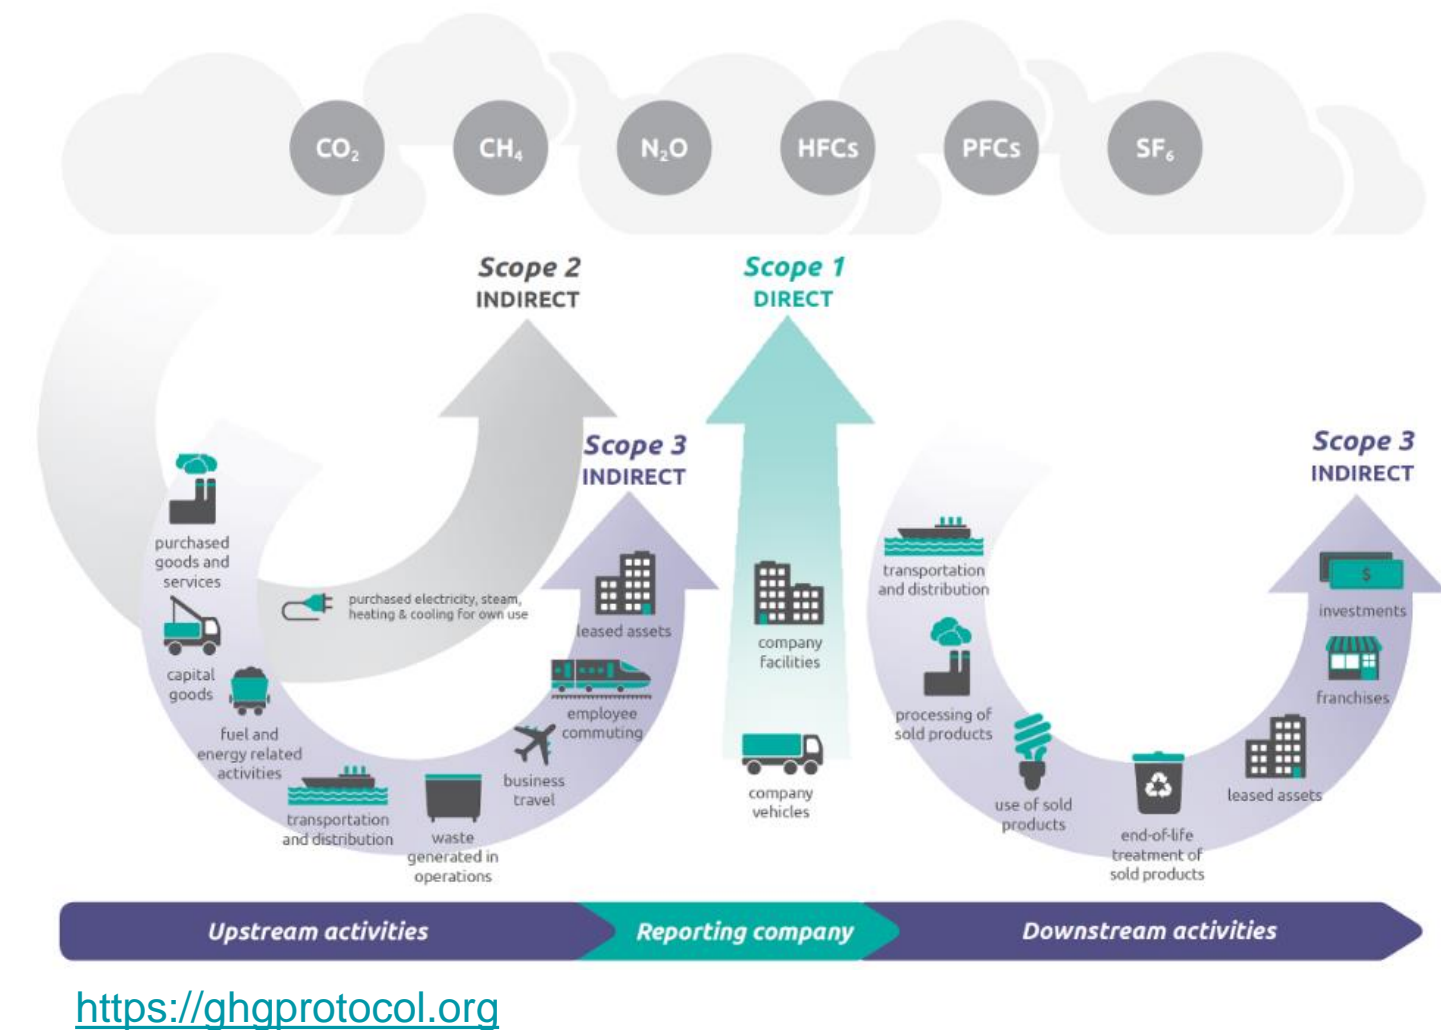 CO₂
CH₄
N₂O
HFCs
PFCs
SF₆
Scope 2
INDIRECT
Scope 1
DIRECT
Scope 3
INDIRECT
Scope 3
INDIRECT
purchased
goods and
services
capital
goods
fuel and
energy related
activities
transportation
and distribution
waste
generated in
operations
business
travel
employee
commuting
leased assets
purchased electricity, steam,
heating & cooling for own use
company
facilities
company
vehicles
transportation
and distribution
processing of
sold products
use of sold
products
end-of-life
treatment of
sold products
leased assets
franchises
$
investments
Upstream activities
Reporting company
Downstream activities
https://ghgprotocol.org